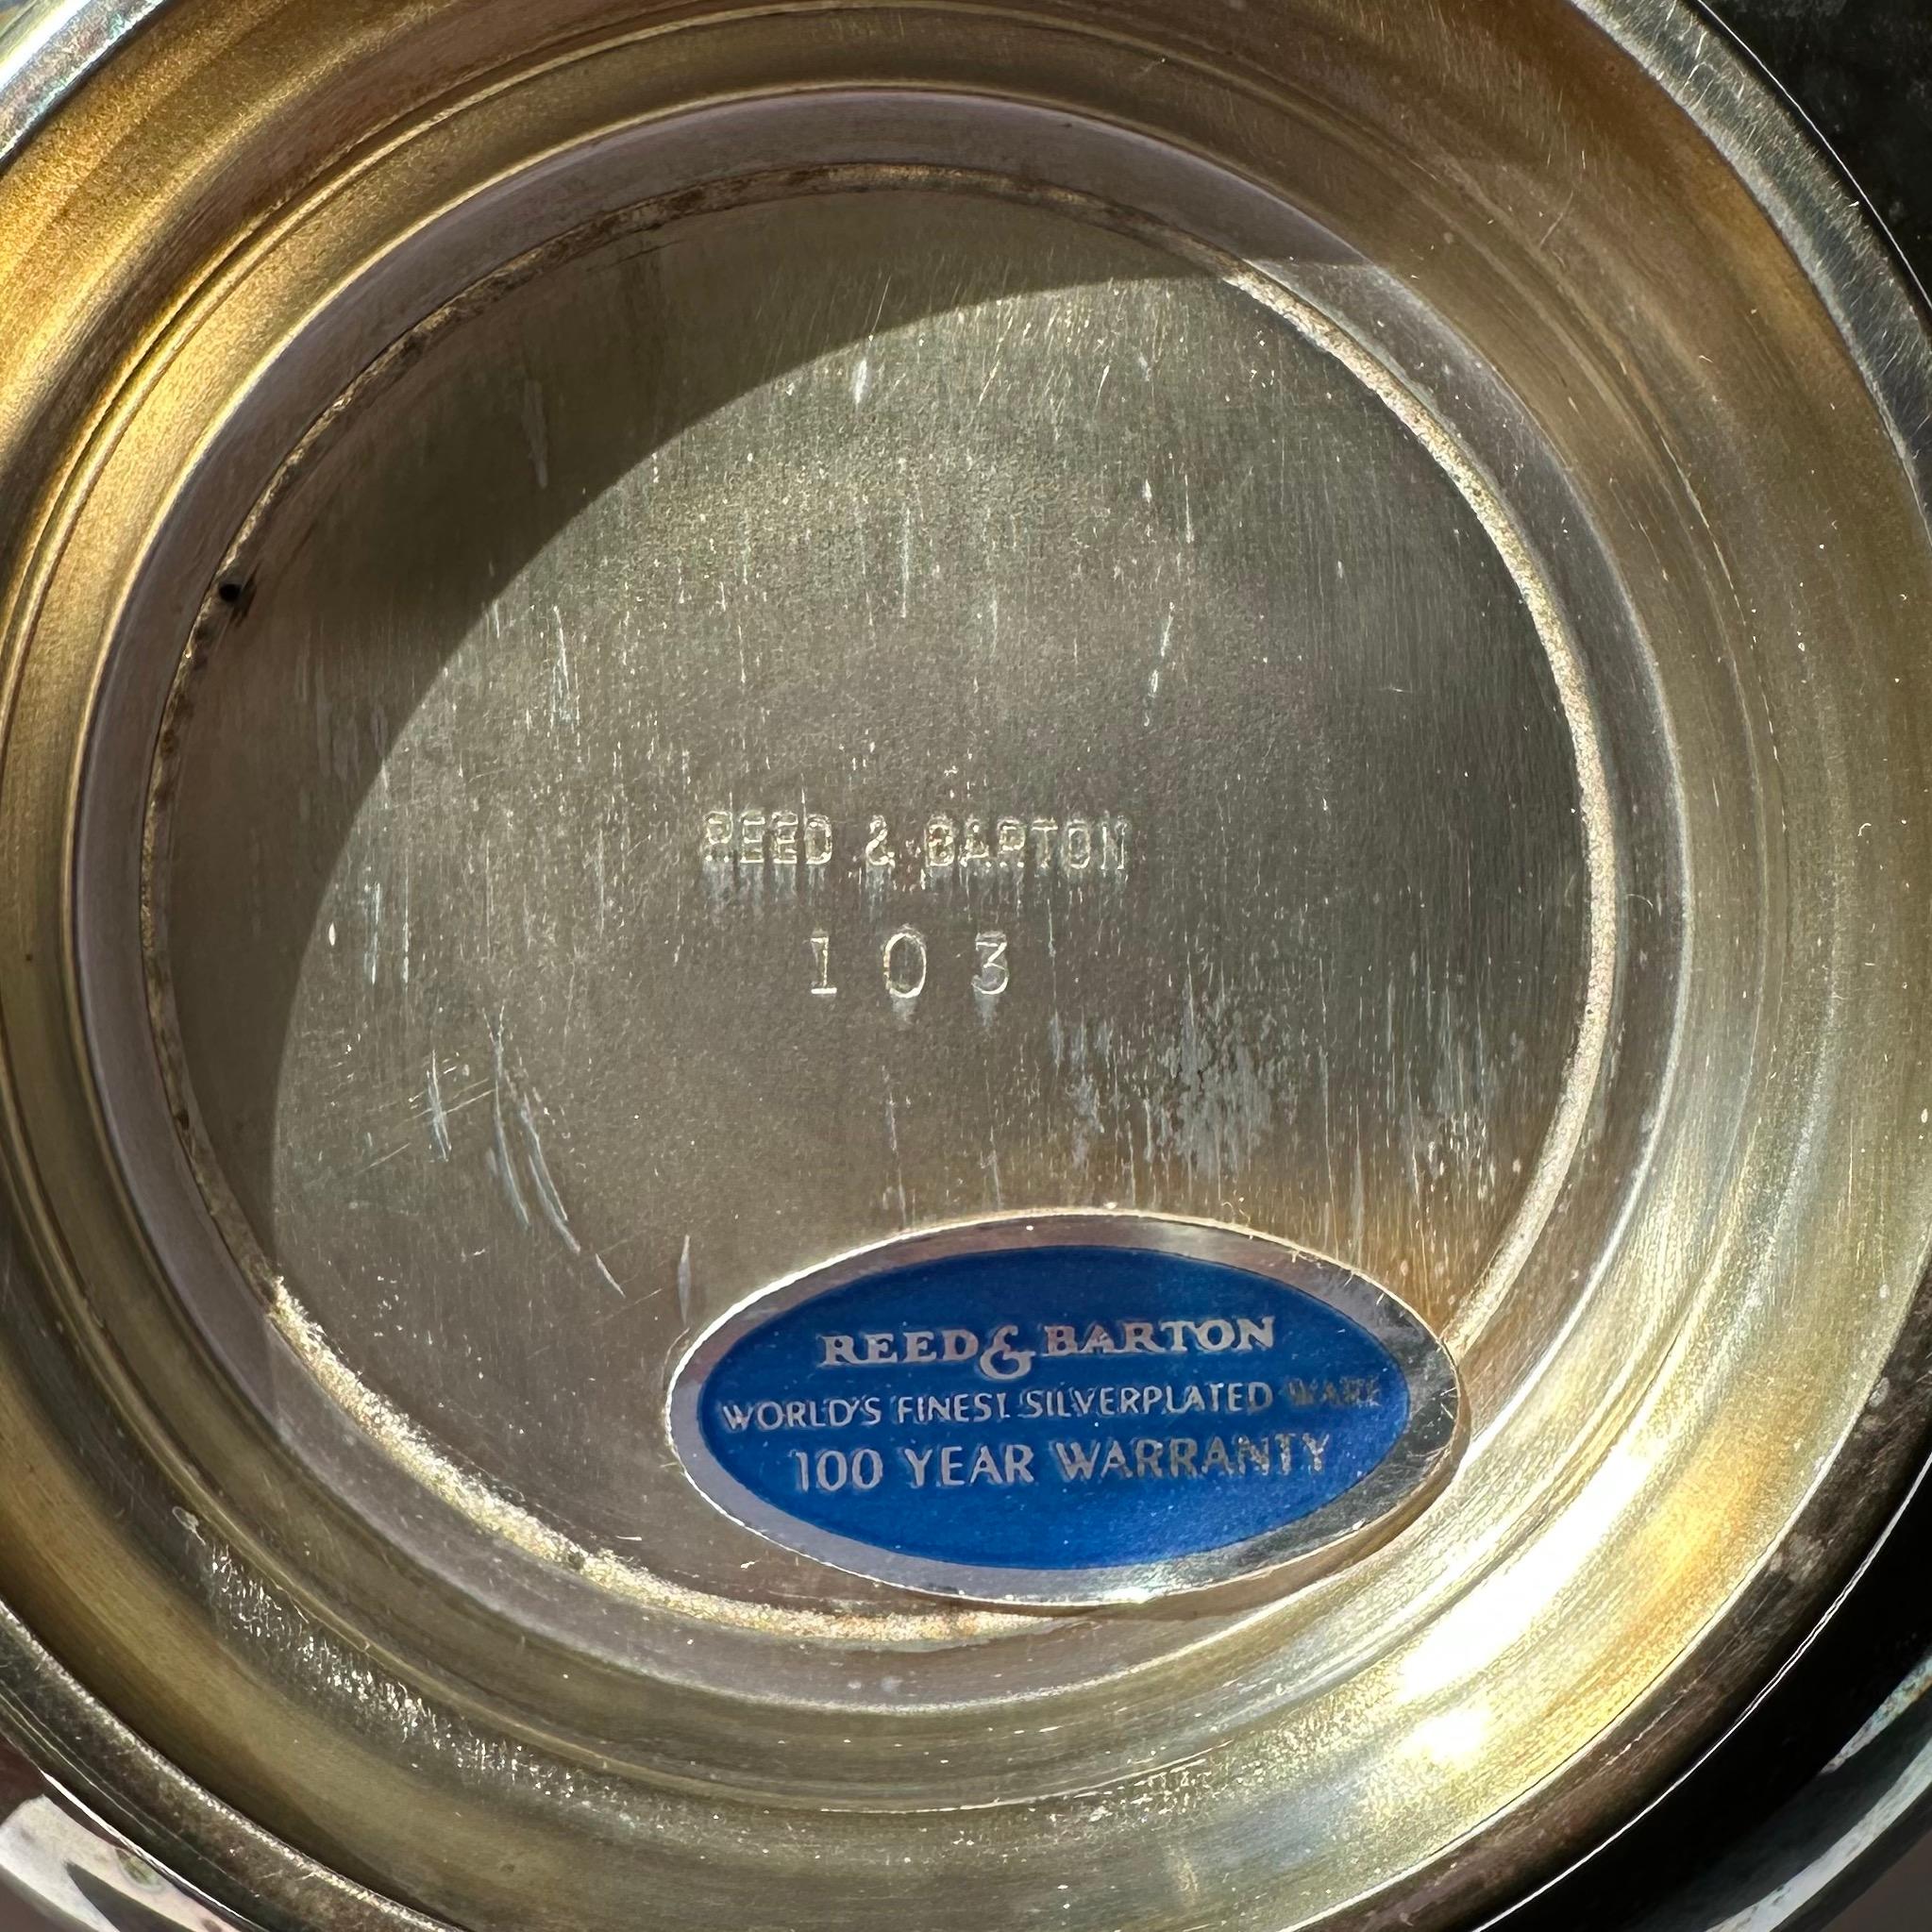 REED & BARTON
103
REED & BARTON
WORLD'S FINEST SILVERPLATED WARE
100 YEAR WARRANTY